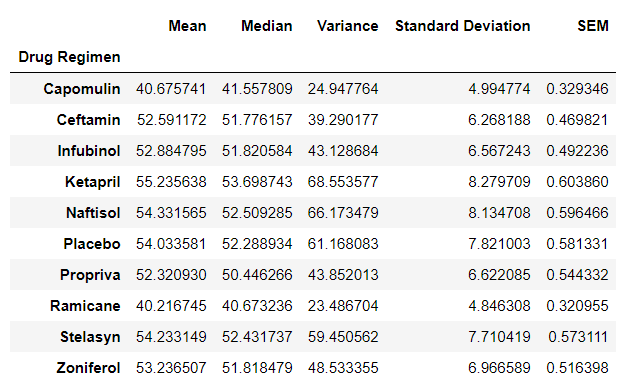 Mean Median Variance Standard Deviation SEM
Drug Regimen
Capomulin 40.675741 41.557809 24.947764 4.994774 0.329346
Ceftamin 52.591172 51.776157 39.290177 6.268188 0.469821
Infubinol 52.884795 51.820584 43.128684 6.567243 0.492236
Ketapril 55.235638 53.698743 68.553577 8.279709 0.603860
Naftisol 54.331565 52.509285 66.173479 8.134708 0.596466
Placebo 54.033581 52.288934 61.168083 7.821003 0.581331
Propriva 52.320930 50.446266 43.852013 6.622085 0.544332
Ramicane 40.216745 40.673236 23.486704 4.846308 0.320955
Stelasyn 54.233149 52.431737 59.450562 7.710419 0.573111
Zoniferol 53.236507 51.818479 48.533355 6.966589 0.516398